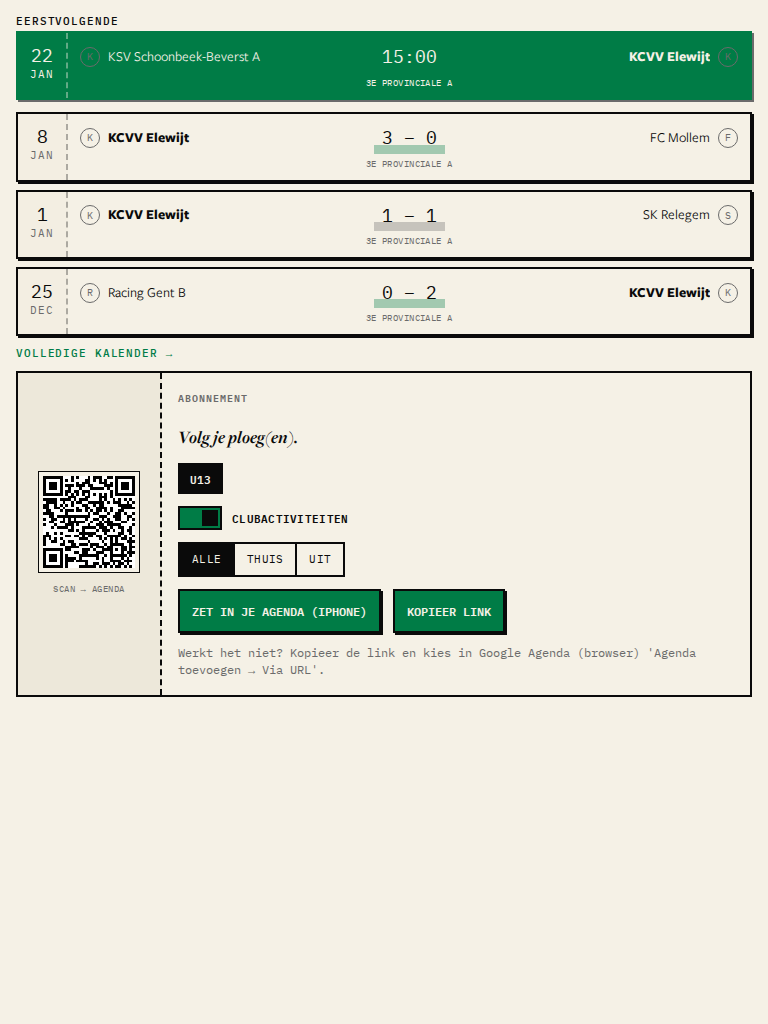 EERSTVOLGENDE
22 JAN K KSV Schoonbeek-Beverst A 15:00 KCVV Elewijt K
3E PROVINCIALE A
8 JAN K KCVV Elewijt 3 – 0 FC Mollem F
3E PROVINCIALE A
1 JAN K KCVV Elewijt 1 – 1 SK Relegem S
3E PROVINCIALE A
25 DEC R Racing Gent B 0 – 2 KCVV Elewijt K
3E PROVINCIALE A
VOLLEDIGE KALENDER →
SCAN → AGENDA
ABONNEMENT
Volg je ploeg(en).
U13
CLUBACTIVITEITEN
ALLE THUIS UIT
ZET IN JE AGENDA (IPHONE) KOPIEER LINK
Werkt het niet? Kopieer de link en kies in Google Agenda (browser) 'Agenda
toevoegen → Via URL'.